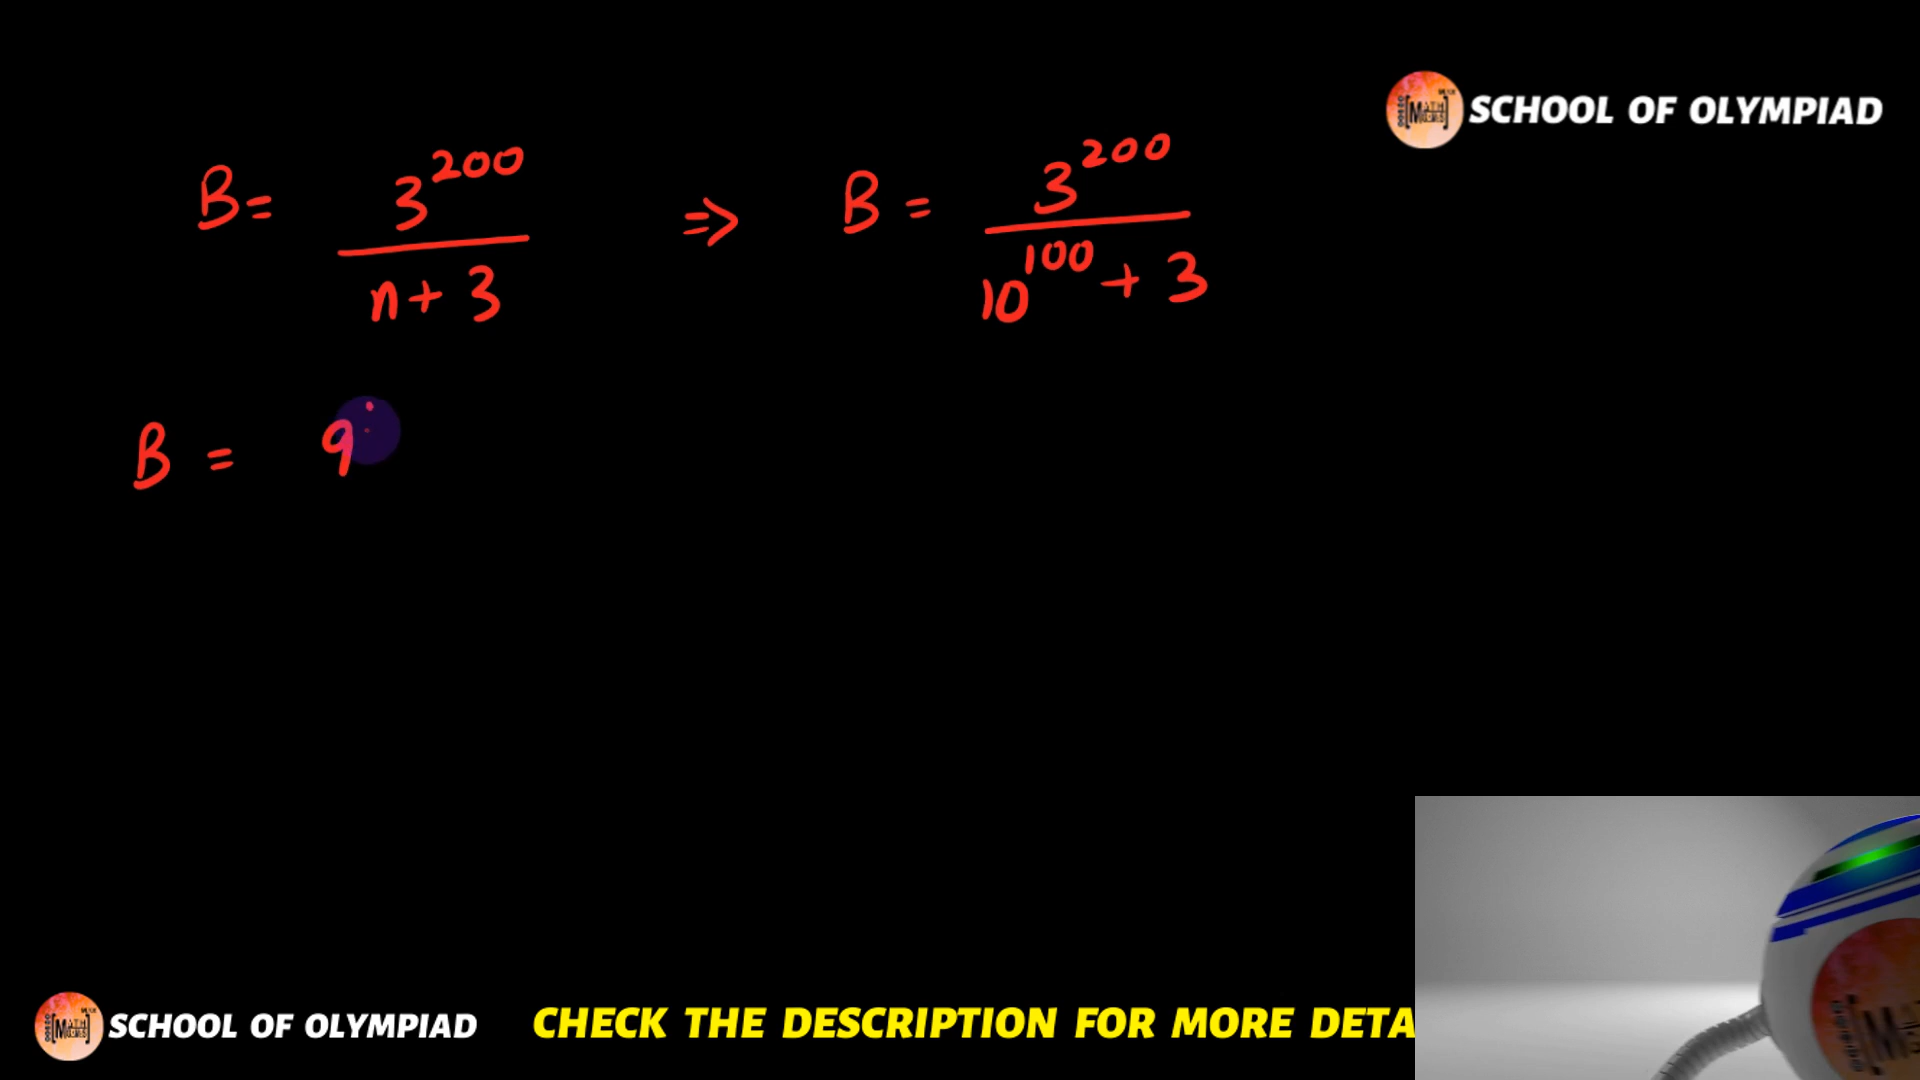 SCHOOL OF OLYMPIAD
B = 3^200 / n + 3 ⇒ B = 3^200 / 10^100 + 3
B = 9
SCHOOL OF OLYMPIAD
CHECK THE DESCRIPTION FOR MORE DETA